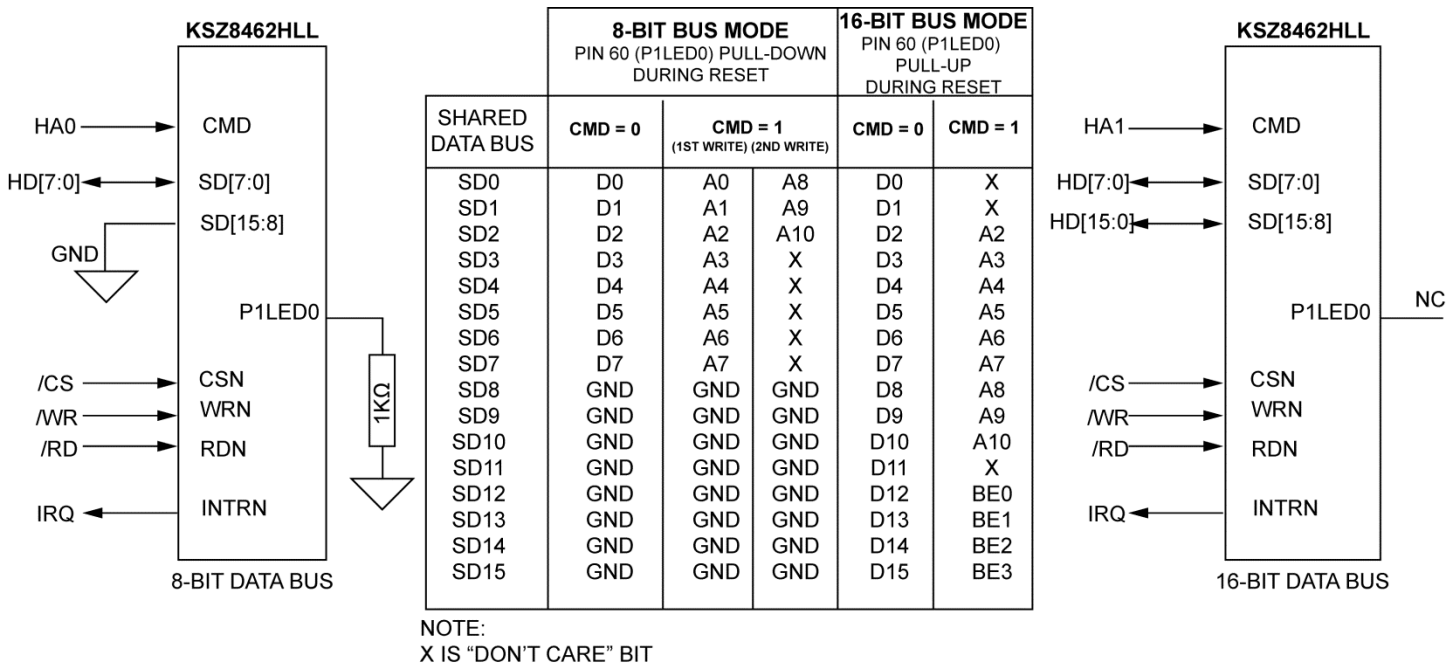 KSZ8462HLL
HA0
CMD
HD[7:0]
SD[7:0]
SD[15:8]
GND
P1LED0
1KΩ
/CS
CSN
/WR
WRN
/RD
RDN
IRQ
INTRN
8-BIT DATA BUS
8-BIT BUS MODE
PIN 60 (P1LED0) PULL-DOWN
DURING RESET
16-BIT BUS MODE
PIN 60 (P1LED0)
PULL-UP
DURING RESET
SHARED
DATA BUS
CMD = 0
CMD = 1
(1ST WRITE) (2ND WRITE)
CMD = 0
CMD = 1
SD0 D0 A0 A8 D0 X
SD1 D1 A1 A9 D1 X
SD2 D2 A2 A10 D2 A2
SD3 D3 A3 X D3 A3
SD4 D4 A4 X D4 A4
SD5 D5 A5 X D5 A5
SD6 D6 A6 X D6 A6
SD7 D7 A7 X D7 A7
SD8 GND GND GND D8 A8
SD9 GND GND GND D9 A9
SD10 GND GND GND D10 A10
SD11 GND GND GND D11 X
SD12 GND GND GND D12 BE0
SD13 GND GND GND D13 BE1
SD14 GND GND GND D14 BE2
SD15 GND GND GND D15 BE3
NOTE:
X IS “DON’T CARE” BIT
KSZ8462HLL
HA1
CMD
HD[7:0]
SD[7:0]
HD[15:0]
SD[15:8]
P1LED0
NC
/CS
CSN
/WR
WRN
/RD
RDN
IRQ
INTRN
16-BIT DATA BUS